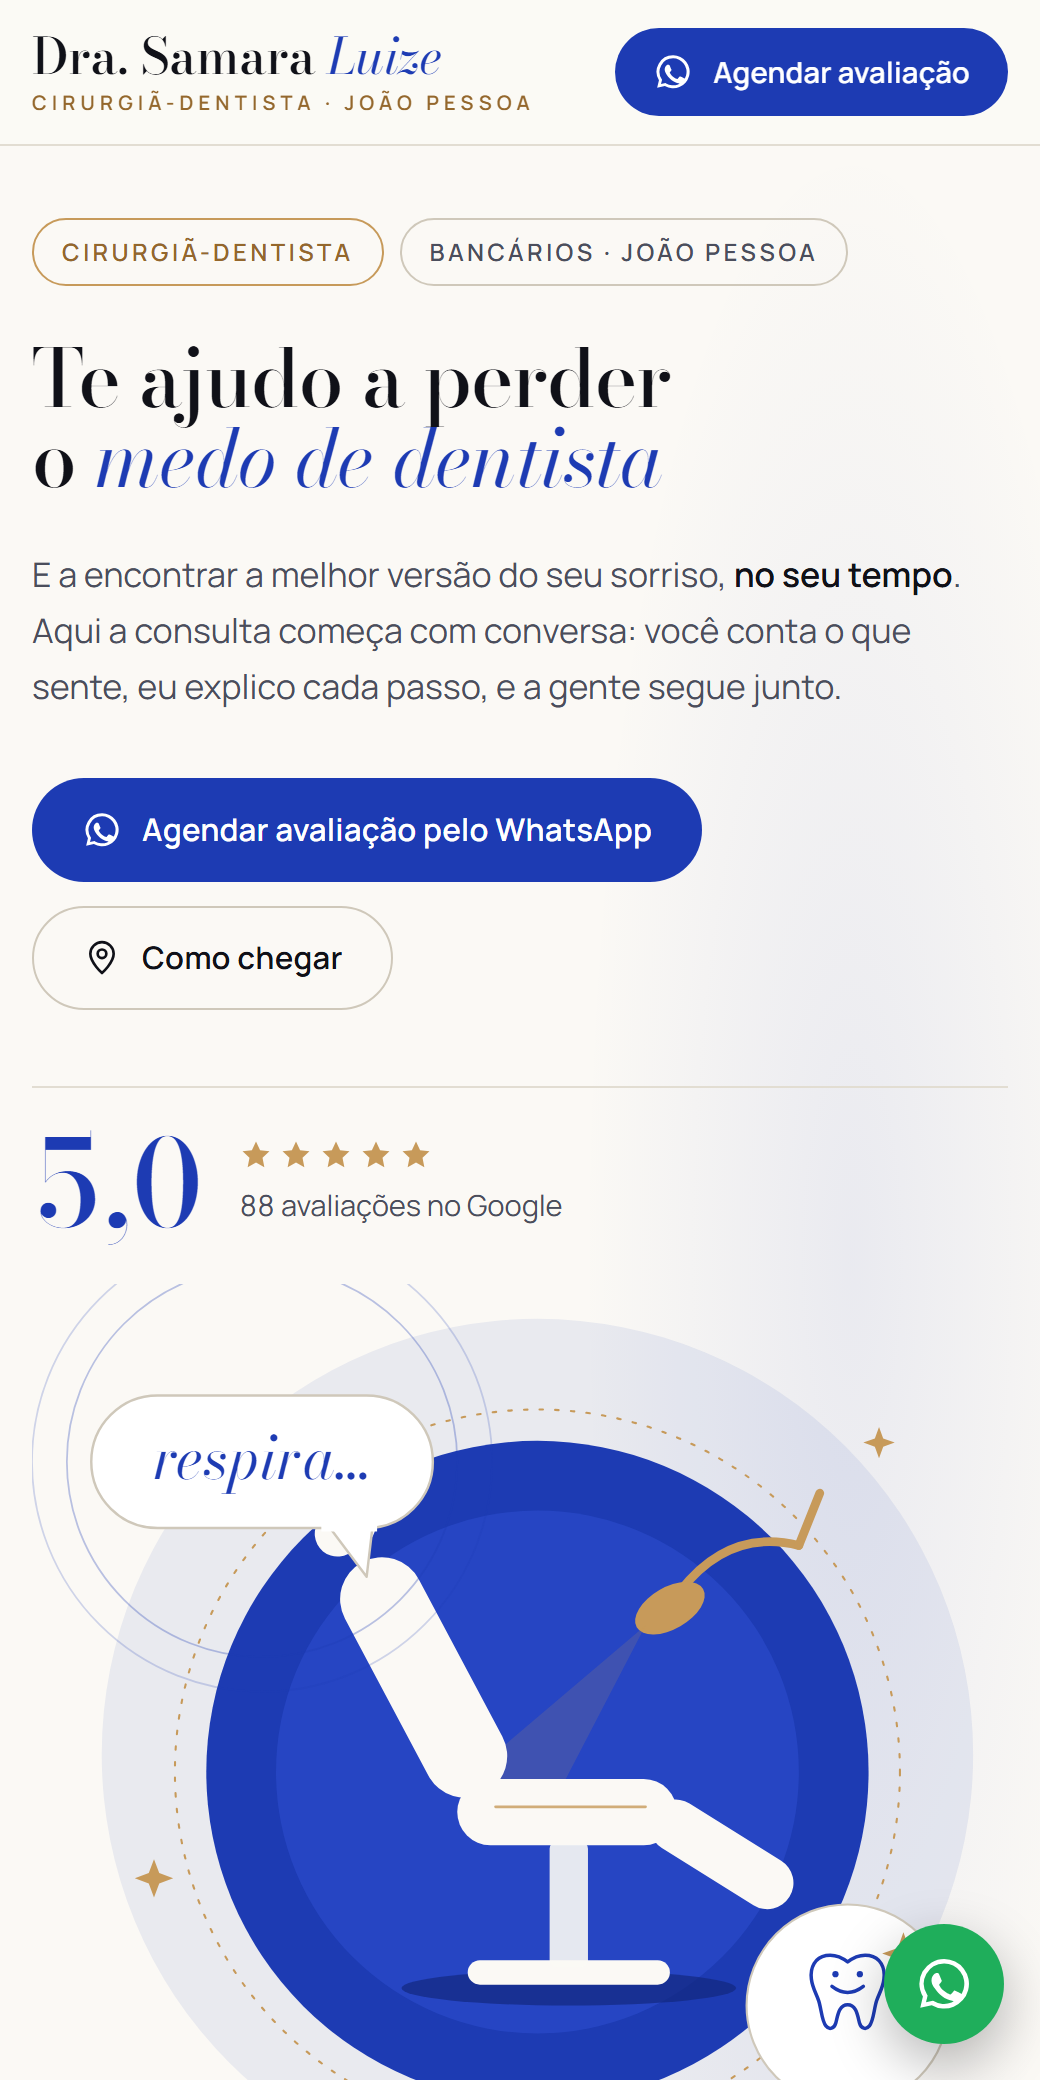 Dra. Samara Luize
CIRURGIÃ-DENTISTA · JOÃO PESSOA
Agendar avaliação
CIRURGIÃ-DENTISTA
BANCÁRIOS · JOÃO PESSOA
Te ajudo a perder
o medo de dentista
E a encontrar a melhor versão do seu sorriso, no seu tempo.
Aqui a consulta começa com conversa: você conta o que
sente, eu explico cada passo, e a gente segue junto.
Agendar avaliação pelo WhatsApp
Como chegar
5,0
88 avaliações no Google
respira...